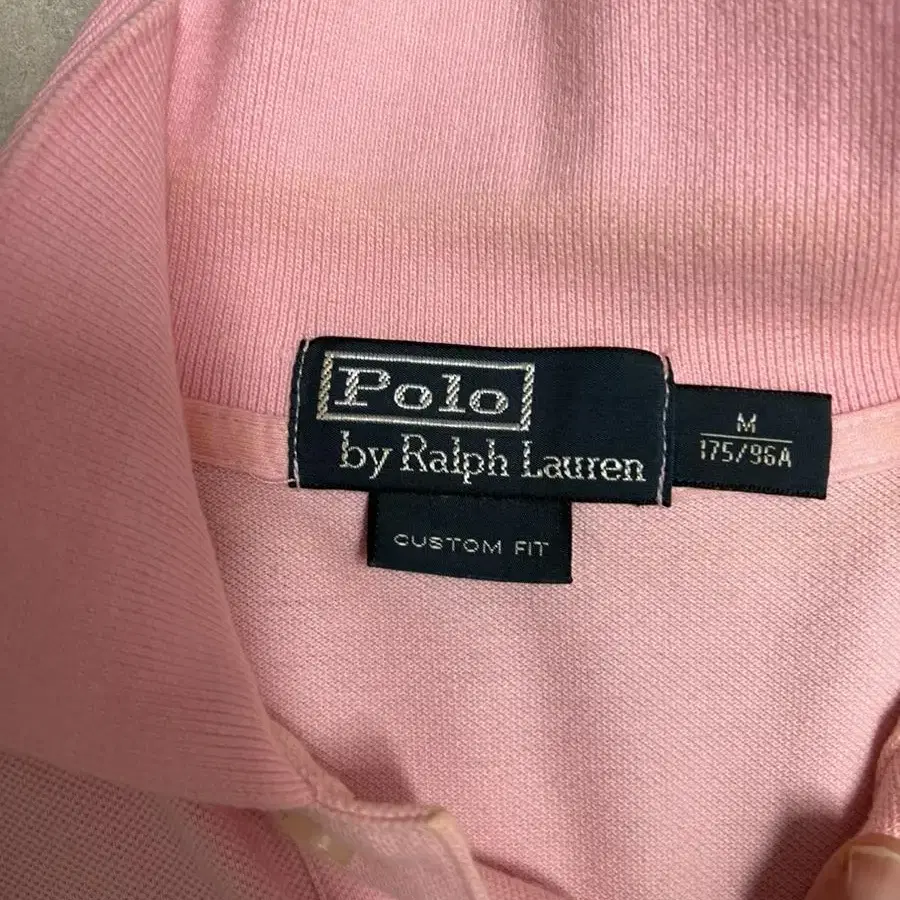 Polo
by Ralph Lauren
M
175/96A
CUSTOM FIT